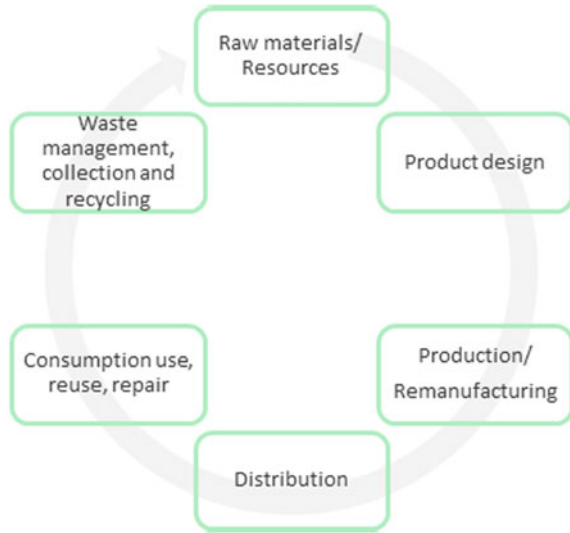 Raw materials/
Resources
Product design
Production/
Remanufacturing
Distribution
Consumption use,
reuse, repair
Waste
management,
collection and
recycling